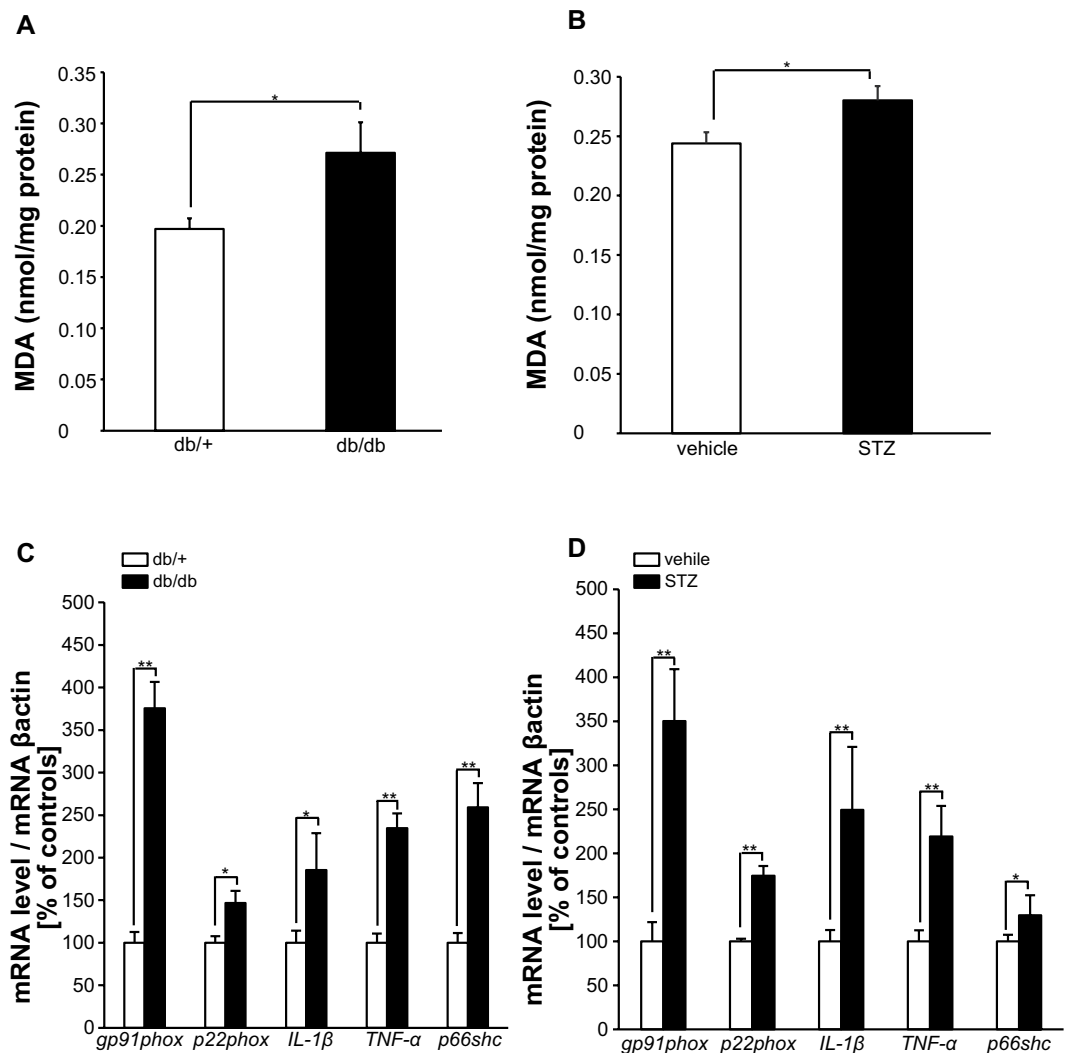 A
MDA (nmol/mg protein)
0.35
0.30
0.25
0.20
0.15
0.10
0.05
0
*
db/+ db/db
B
MDA (nmol/mg protein)
0.30
0.25
0.20
0.15
0.10
0.05
0
*
vehicle STZ
C
db/+
db/db
mRNA level / mRNA βactin
[% of controls]
500
450
400
350
300
250
200
150
100
50
0
** * * ** **
gp91phox p22phox IL-1β TNF-α p66shc
D
vehile
STZ
mRNA level / mRNA βactin
[% of controls]
500
450
400
350
300
250
200
150
100
50
0
** ** ** ** *
gp91phox p22phox IL-1β TNF-α p66shc